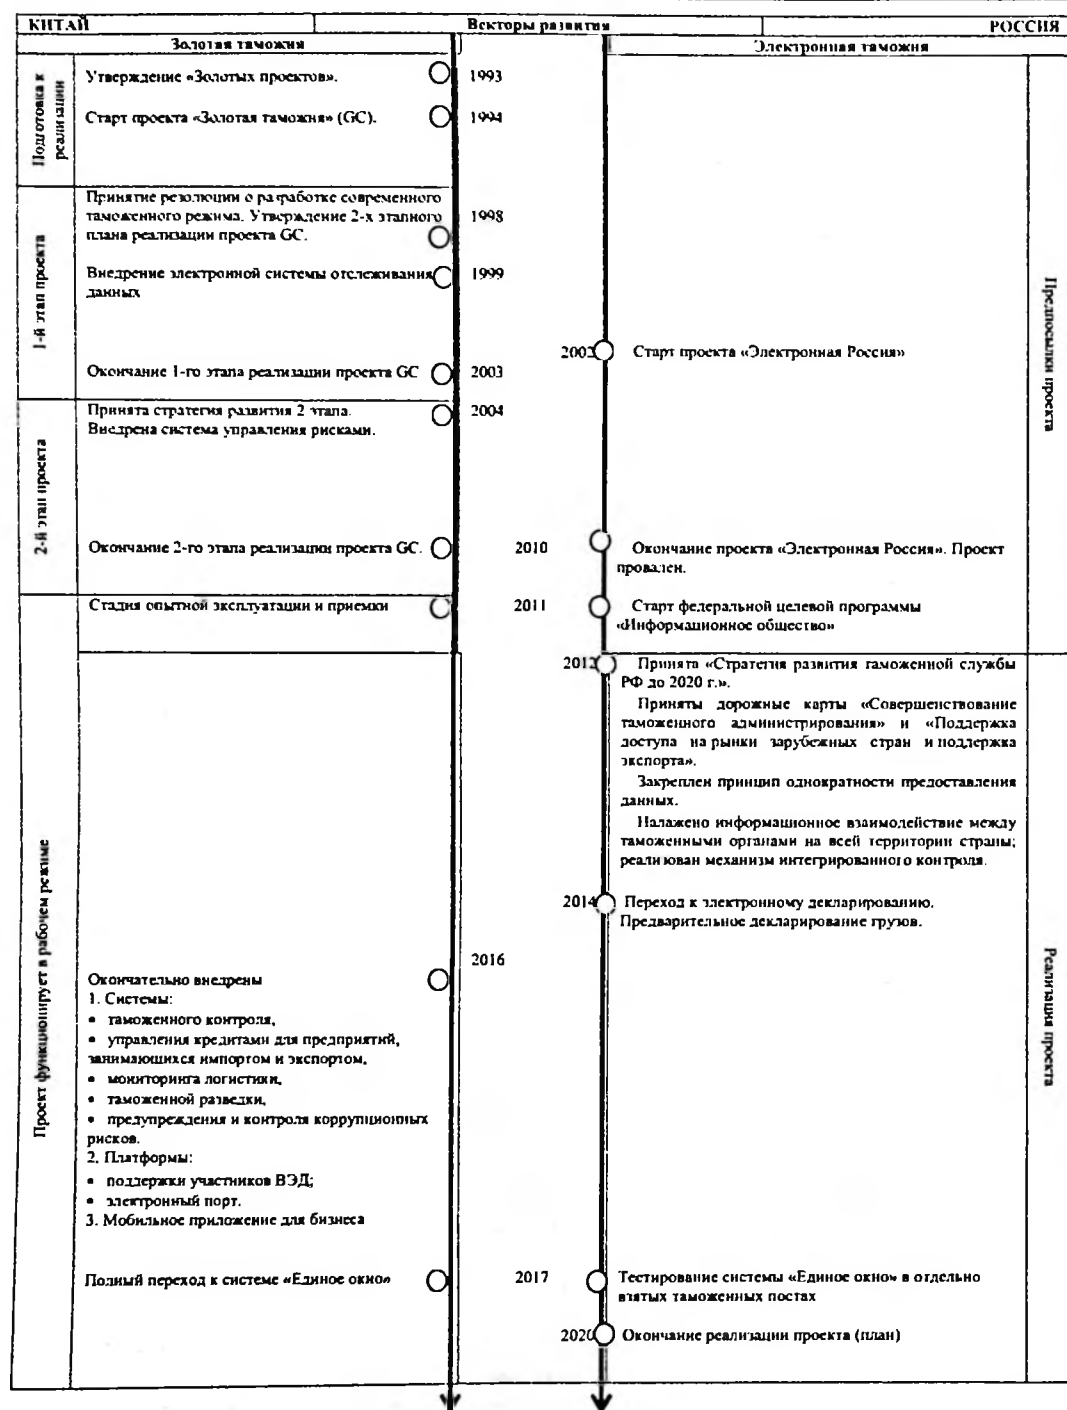 КИТАЙ
Векторы развития
РОССИЯ
Золотая таможня
Электронная таможня
Подготовка к
реализации
Утверждение «Золотых проектов».
1993
Старт проекта «Золотая таможня» (GC).
1994
1-й этап проекта
Принятие резолюции о разработке современного
таможенного режима. Утверждение 2-х этапного
плана реализации проекта GC.
1998
Внедрение электронной системы отслеживания
данных
1999
Предпосылки проекта
2002
Старт проекта «Электронная Россия»
Окончание 1-го этапа реализации проекта GC
2003
2-й этап проекта
Принята стратегия развития 2 этапа.
Внедрена система управления рисками.
2004
Окончание 2-го этапа реализации проекта GC.
2010
Окончание проекта «Электронная Россия». Проект
провален.
Проект функционирует в рабочем режиме
Стадия опытной эксплуатации и приемки
2011
Старт федеральной целевой программы
«Информационное общество»
2012
Принята «Стратегия развития таможенной службы
РФ до 2020 г.».
Приняты дорожные карты «Совершенствование
таможенного администрирования» и «Поддержка
доступа на рынки зарубежных стран и поддержка
экспорта».
Закреплен принцип однократности предоставления
данных.
Налажено информационное взаимодействие между
таможенными органами на всей территории страны;
реализован механизм интегрированного контроля.
Реализация проекта
2014
Переход к электронному декларированию.
Предварительное декларирование грузов.
2016
Окончательно внедрены
1. Системы:
• таможенного контроля,
• управления кредитами для предприятий,
занимающихся импортом и экспортом,
• мониторинга логистики,
• таможенной разведки,
• предупреждения и контроля коррупционных
рисков.
2. Платформы:
• поддержки участников ВЭД;
• электронный порт.
3. Мобильное приложение для бизнеса
Полный переход к системе «Единое окно»
2017
Тестирование системы «Единое окно» в отдельно
взятых таможенных постах
2020
Окончание реализации проекта (план)